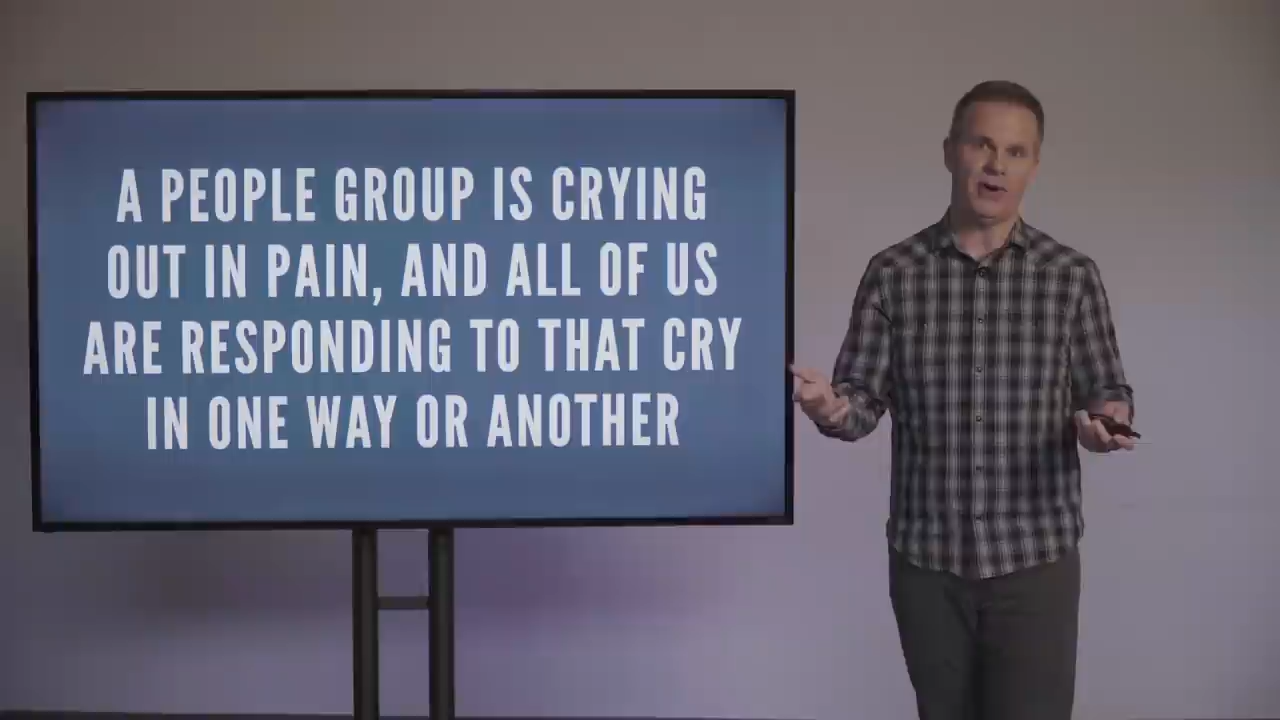 A PEOPLE GROUP IS CRYING
OUT IN PAIN, AND ALL OF US
ARE RESPONDING TO THAT CRY
IN ONE WAY OR ANOTHER